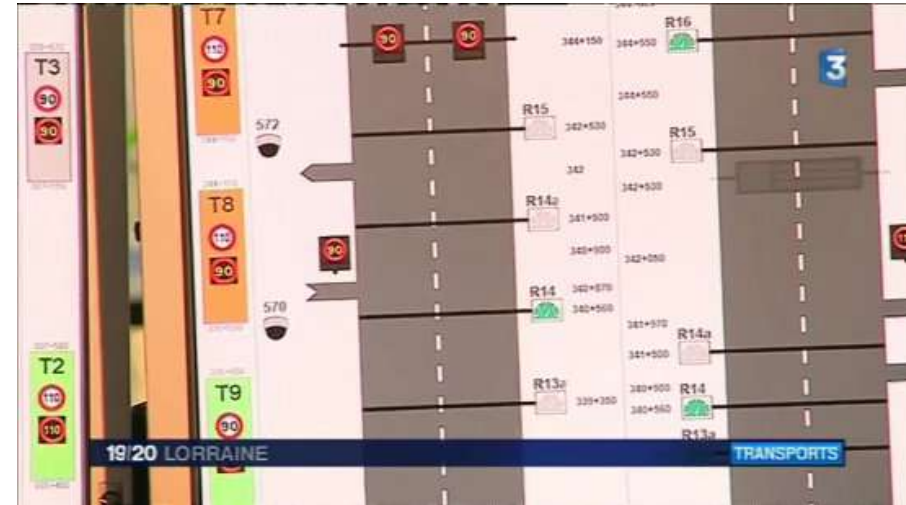 T3
90
90
T2
110
110
T7
110
90
T8
110
90
T9
90
572
570
90
90
90
R15
R14a
R14
R13a
344+150
342+530
342
341+500
340+900
340+870
340+560
339+350
R16
344+550
344+550
R15
342+530
342+530
342+050
341+970
R14a
341+500
340+900
R14
340+560
R13a
3
19/20 LORRAINE
TRANSPORTS